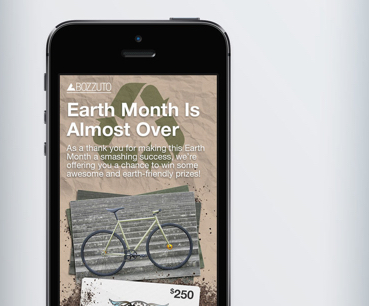 BOZZUTO
Earth Month Is
Almost Over
As a thank you for making this Earth
Month a smashing success, we're
offering you a chance to win some
awesome and earth-friendly prizes!
$250